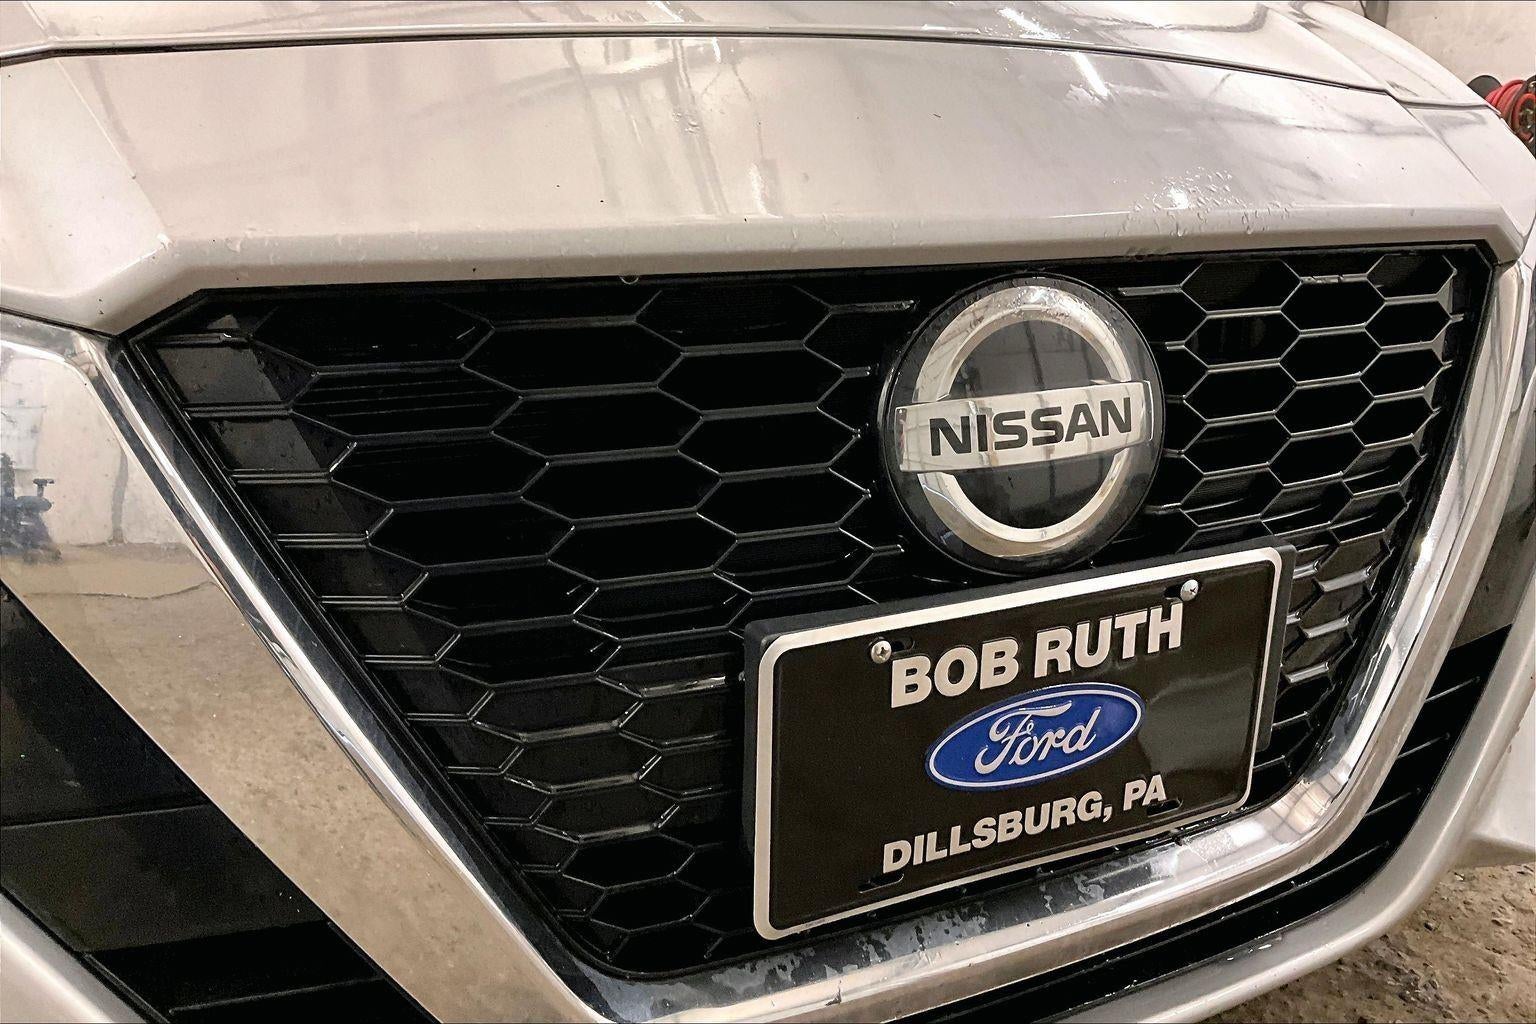 NISSAN
BOB RUTH
Ford
DILLSBURG, PA